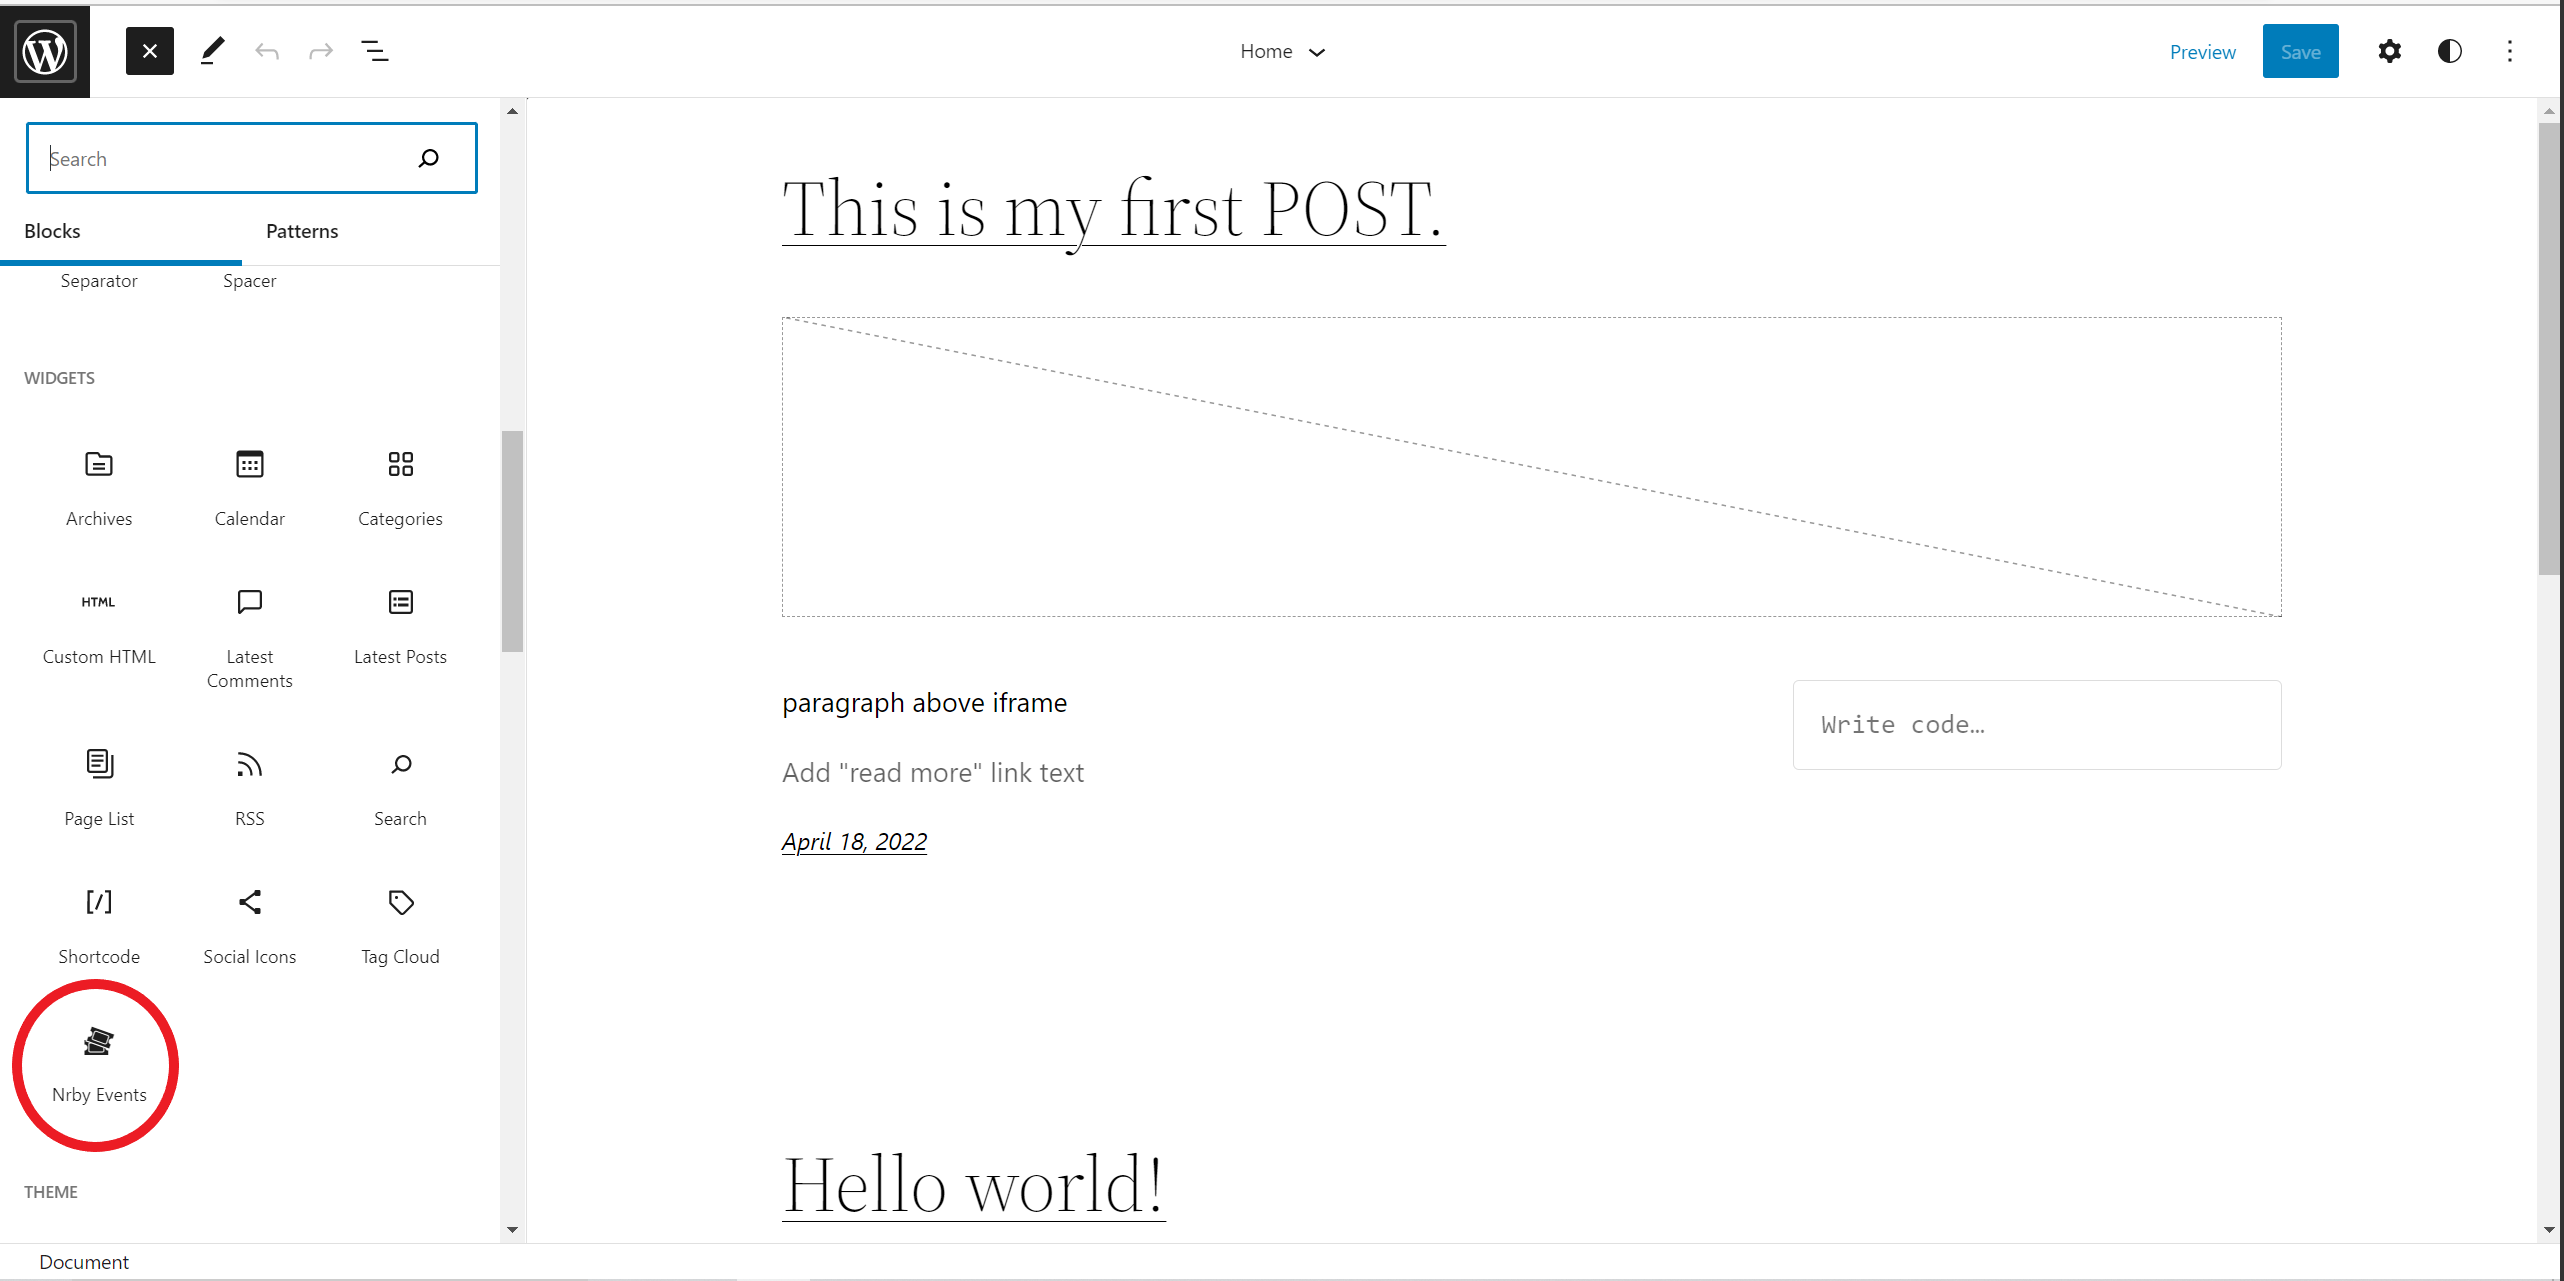 Home
Preview
Save
Search
Blocks
Patterns
Separator
Spacer
WIDGETS
Archives
Calendar
Categories
HTML
Custom HTML
Latest
Comments
Latest Posts
Page List
RSS
Search
[/]
Shortcode
Social Icons
Tag Cloud
Nrby Events
THEME
This is my first POST.
paragraph above iframe
Write code…
Add "read more" link text
April 18, 2022
Hello world!
Document